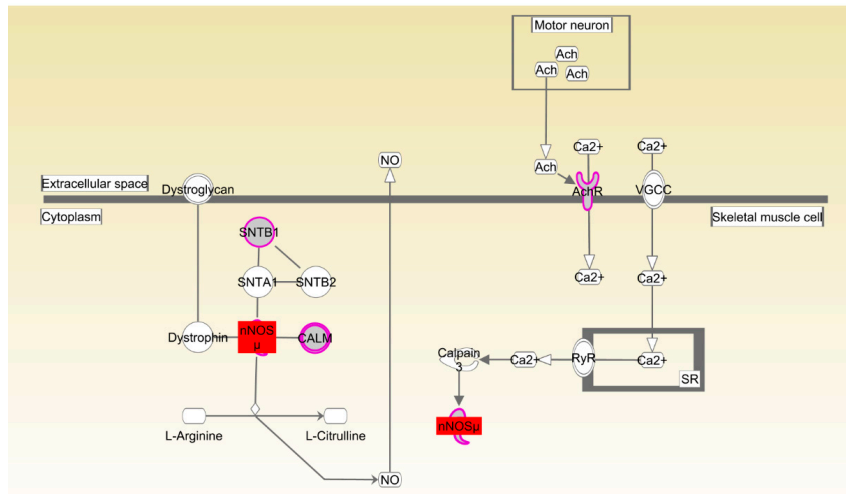 Motor neuron
Ach
Ach
Ach
NO
Ca2+
Ca2+
Ach
Extracellular space
Dystroglycan
AchR
VGCC
Cytoplasm
Skeletal muscle cell
SNTB1
SNTA1
SNTB2
Ca2+
Ca2+
Dystrophin
nNOS
μ
CALM
Calpain
3
Ca2+
RyR
Ca2+
SR
L-Arginine
L-Citrulline
nNOSμ
NO